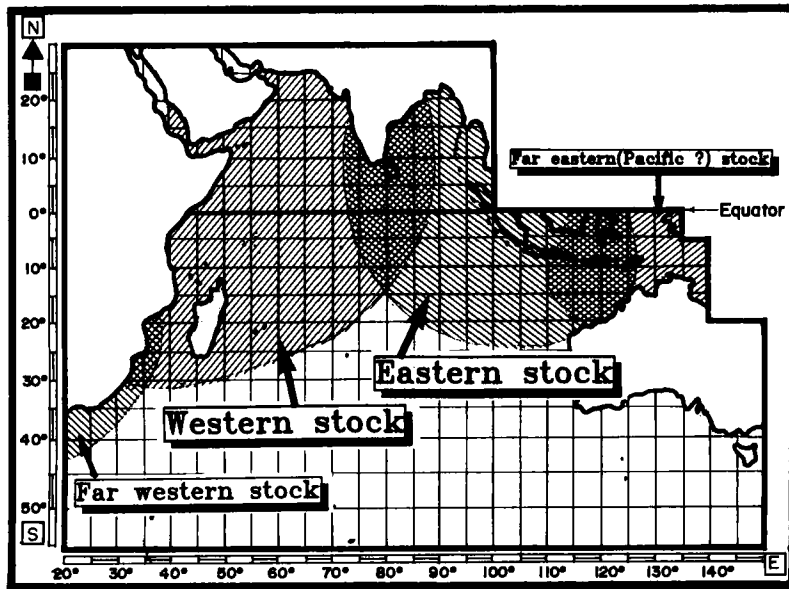 N
20°
10°
Far eastern(Pacific ?) stock
0°
Equator
10°
20°
Eastern stock
30°
Western stock
40°
Far western stock
50°
S
E
20° 30° 40° 50° 60° 70° 80° 90° 100° 110° 120° 130° 140°